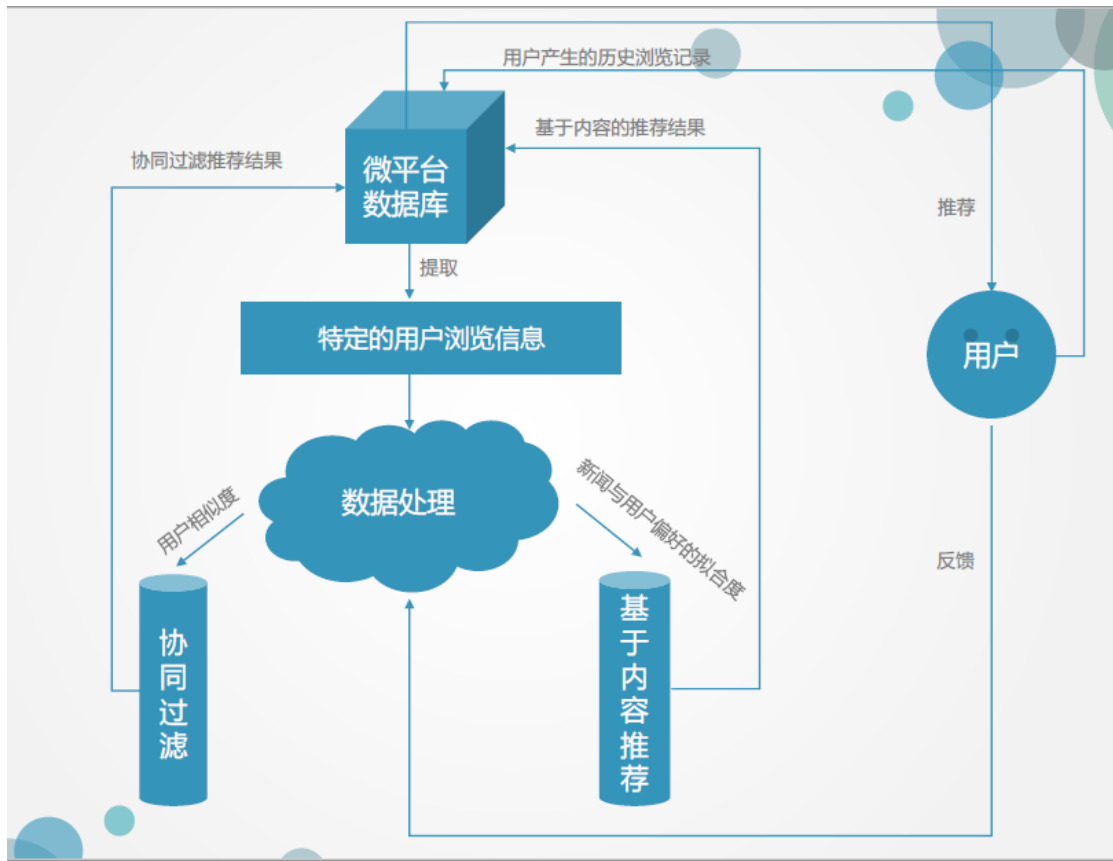 用户产生的历史浏览记录
基于内容的推荐结果
协同过滤推荐结果
微平台
数据库
推荐
提取
特定的用户浏览信息
用户
数据处理
用户相似度
新闻与用户偏好的拟合度
反馈
协同过滤
基于内容推荐